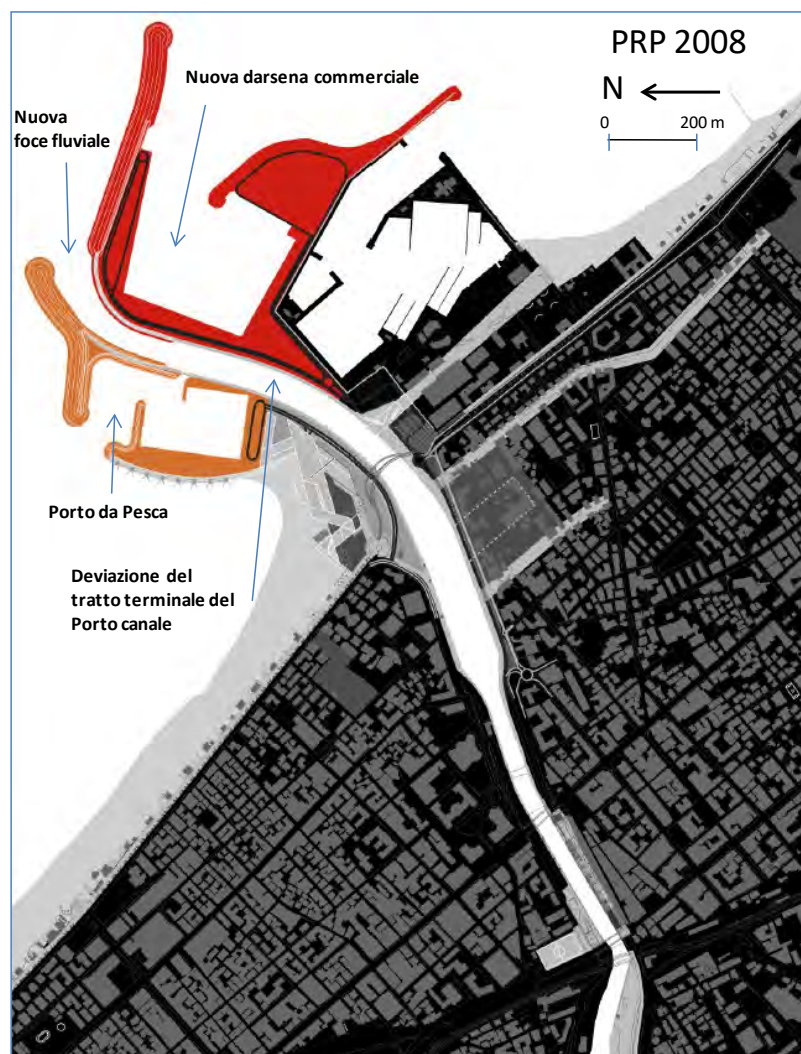 PRP 2008
N
0 200 m
Nuova darsena commerciale
Nuova
foce fluviale
Porto da Pesca
Deviazione del
tratto terminale del
Porto canale